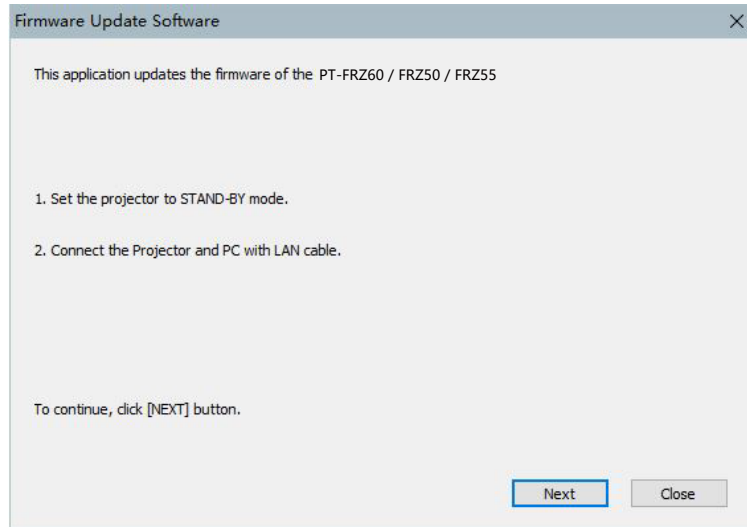 Firmware Update Software
This application updates the firmware of the PT-FRZ60 / FRZ50 / FRZ55
1. Set the projector to STAND-BY mode.
2. Connect the Projector and PC with LAN cable.
To continue, click [NEXT] button.
Next
Close